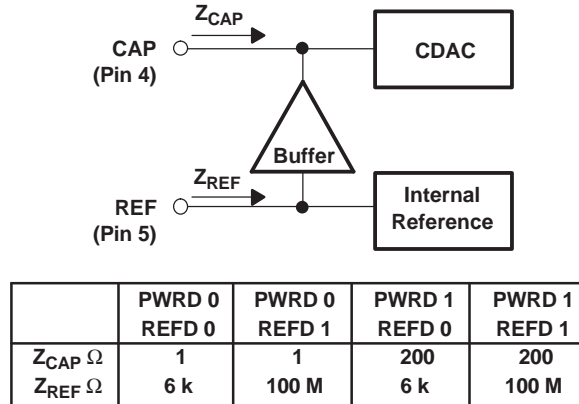 Z_CAP
CAP
(Pin 4)
CDAC
Buffer
Z_REF
REF
(Pin 5)
Internal
Reference
PWRD 0 PWRD 0 PWRD 1 PWRD 1
REFD 0 REFD 1 REFD 0 REFD 1
Z_CAP Ω 1 1 200 200
Z_REF Ω 6 k 100 M 6 k 100 M